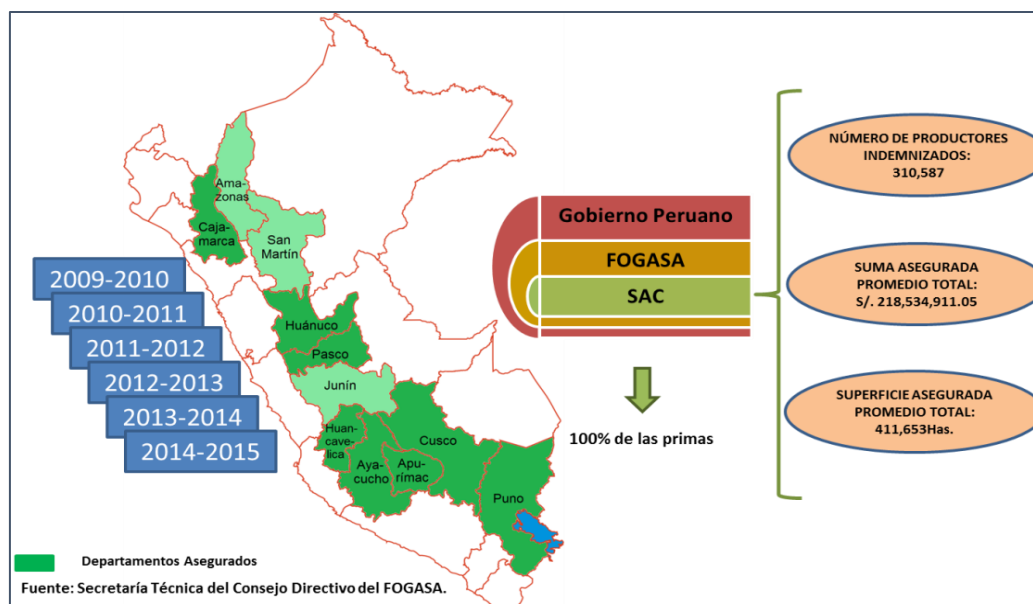 Ama-
zonas
Caja-
marca
San
Martín
Huánuco
Pasco
Junín
Huan-
cave-
lica
Aya-
cucho
Apu-
rímac
Cusco
Puno
2009-2010
2010-2011
2011-2012
2012-2013
2013-2014
2014-2015
Gobierno Peruano
FOGASA
SAC
100% de las primas
NÚMERO DE PRODUCTORES
INDEMNIZADOS:
310,587
SUMA ASEGURADA
PROMEDIO TOTAL:
S/. 218,534,911.05
SUPERFICIE ASEGURADA
PROMEDIO TOTAL:
411,653Has.
Departamentos Asegurados
Fuente: Secretaría Técnica del Consejo Directivo del FOGASA.